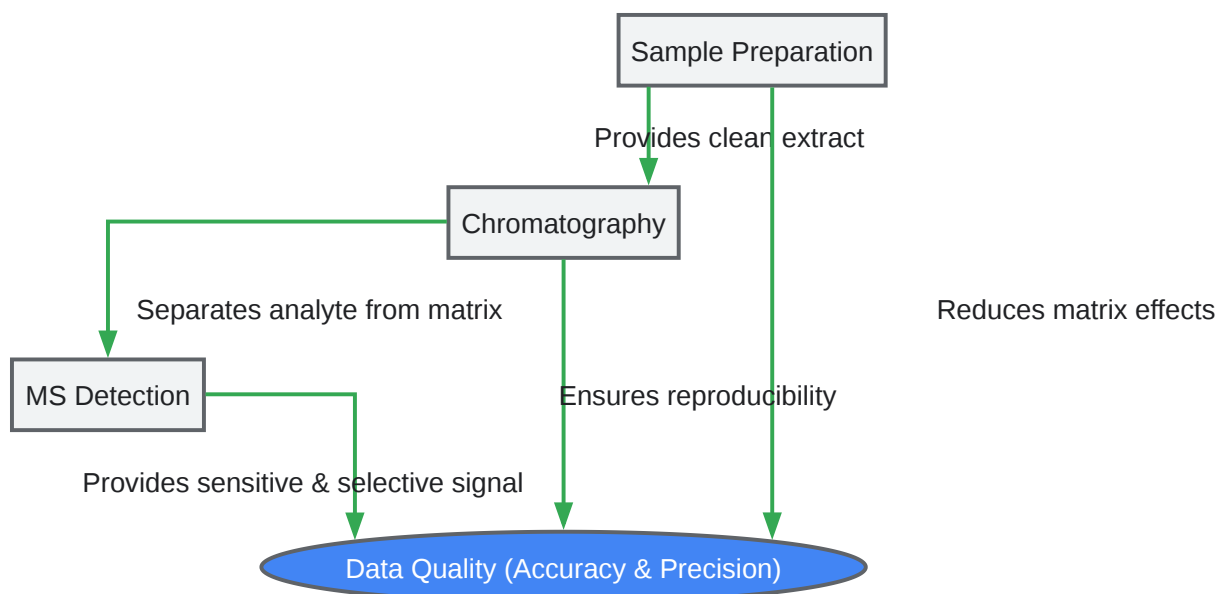 Sample Preparation
Provides clean extract
Chromatography
Separates analyte from matrix
Reduces matrix effects
MS Detection
Ensures reproducibility
Provides sensitive & selective signal
Data Quality (Accuracy & Precision)